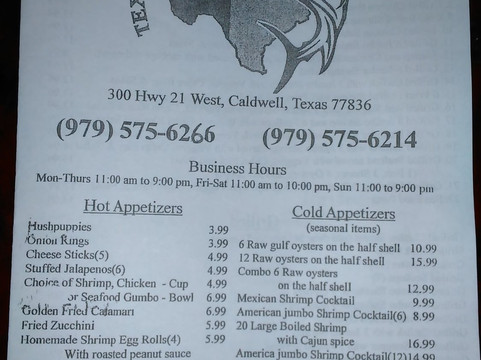 TEX
300 Hwy 21 West, Caldwell, Texas 77836
(979) 575-6266 (979) 575-6214
Business Hours
Mon-Thurs 11:00 am to 9:00 pm, Fri-Sat 11:00 am to 10:00 pm, Sun 11:00 to 9:00 pm
Hot Appetizers
Hushpuppies 3.99
Onion Rings 3.99
Cheese Sticks(5) 4.99
Stuffed Jalapenos(6) 4.99
Choice of Shrimp, Chicken - Cup 4.99
or Seafood Gumbo - Bowl 6.99
Golden Fried Calamari 6.99
Fried Zucchini 5.99
Homemade Shrimp Egg Rolls(4) 5.99
With roasted peanut sauce
Cold Appetizers
(seasonal items)
6 Raw gulf oysters on the half shell 10.99
12 Raw oysters on the half shell 15.99
Combo 6 Raw oysters
on the half shell 12.99
Mexican Shrimp Cocktail 9.99
American jumbo Shrimp Cocktail(6) 8.99
20 Large Boiled Shrimp
with Cajun spice 16.99
America jumbo Shrimp Cocktail(12) 14.99